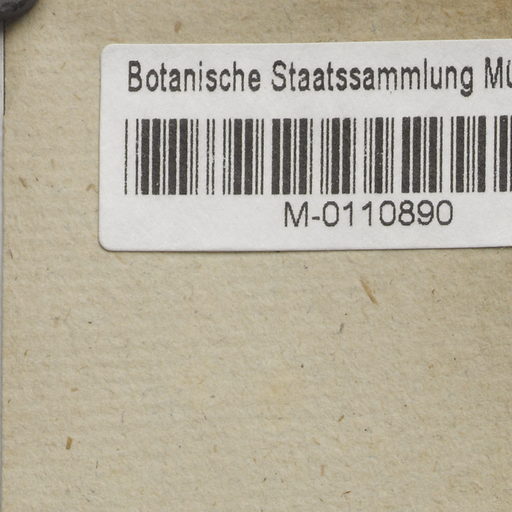 Botanische Staatssammlung Mü
M-0110890